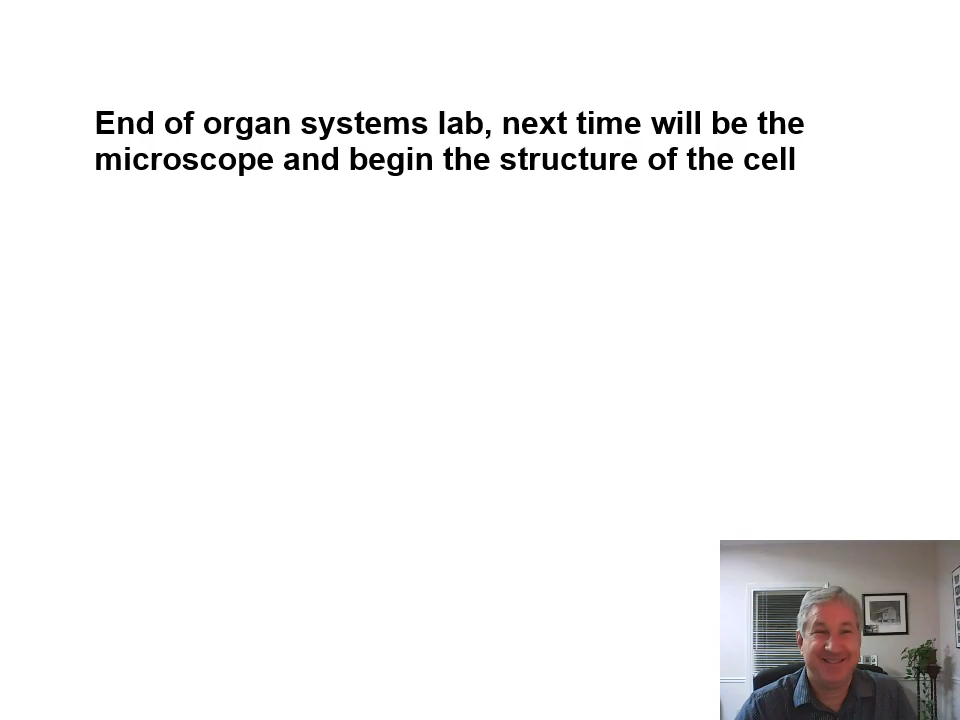 End of organ systems lab, next time will be the
microscope and begin the structure of the cell